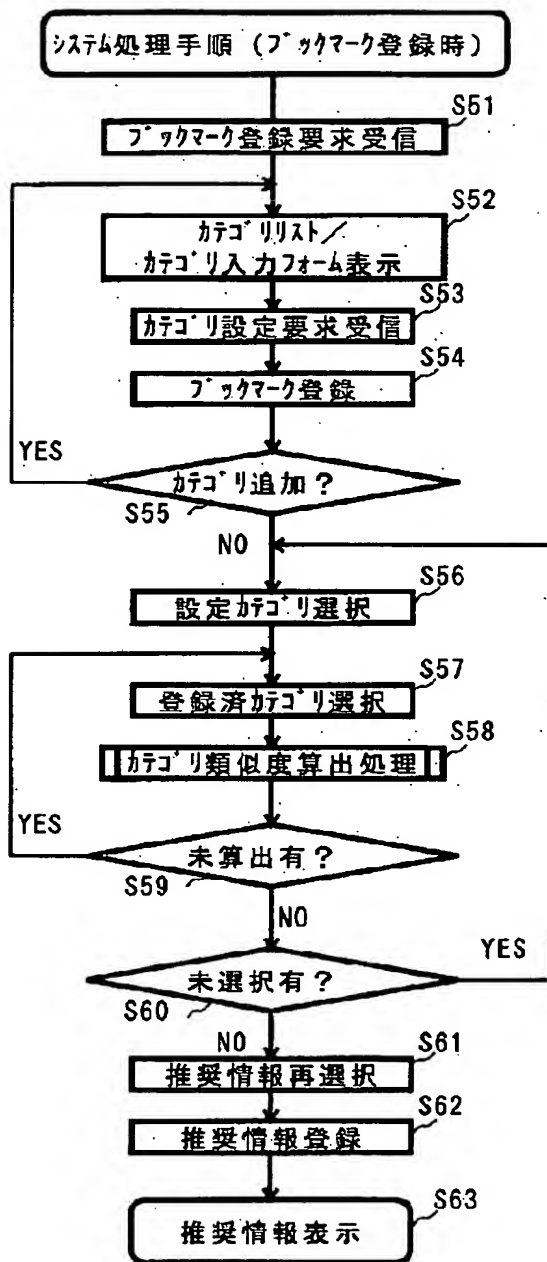 システム処理手順（ブックマーク登録時）
S51
ブックマーク登録要求受信
S52
カテゴリリスト／
カテゴリ入力フォーム表示
S53
カテゴリ設定要求受信
S54
ブックマーク登録
YES
カテゴリ追加？
S55
NO
S56
設定カテゴリ選択
S57
登録済カテゴリ選択
S58
カテゴリ類似度算出処理
YES
未算出有？
S59
NO
YES
未選択有？
S60
NO
S61
推奨情報再選択
S62
推奨情報登録
S63
推奨情報表示